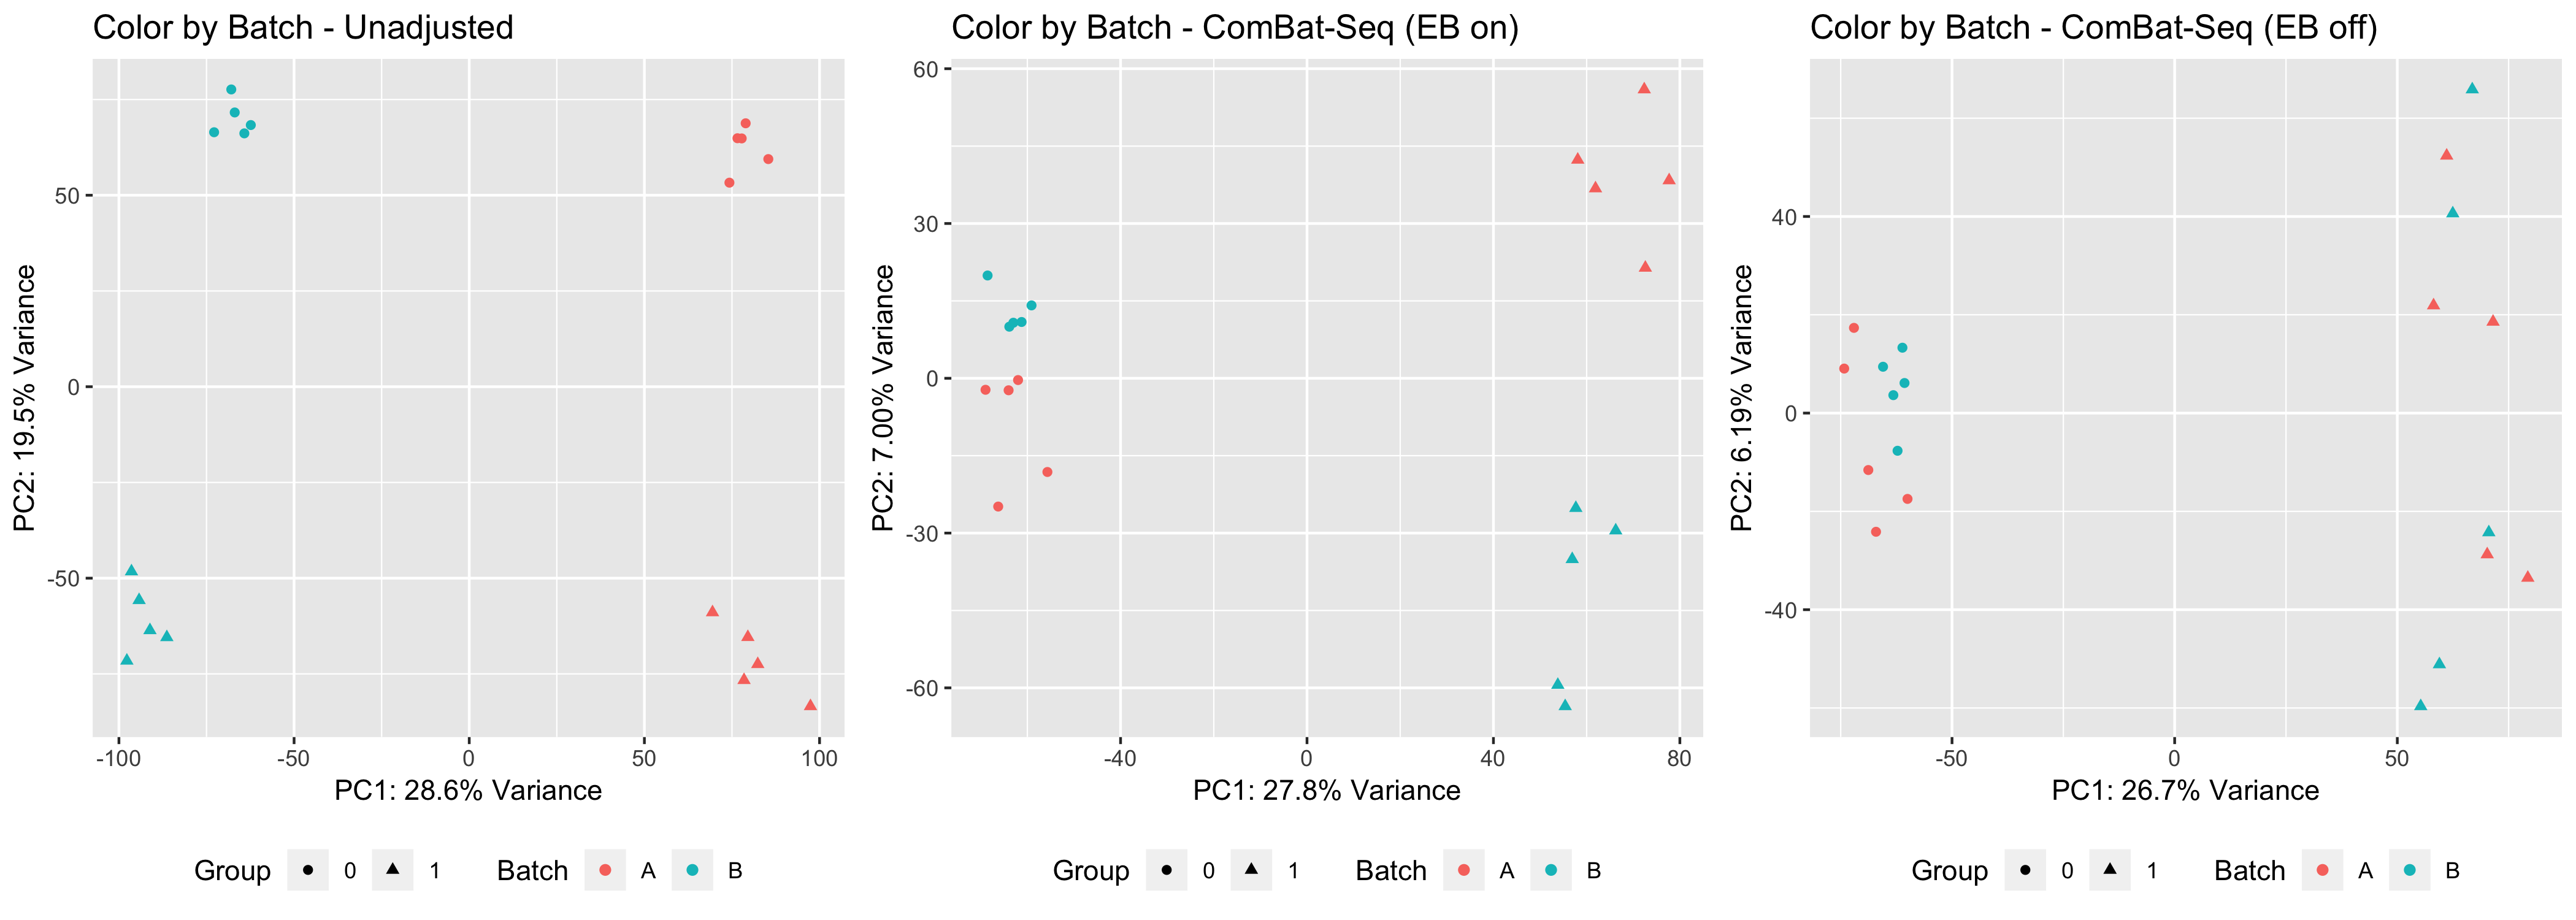 Color by Batch - Unadjusted
PC2: 19.5% Variance
50
0
-50
-100
-50
0
50
100
PC1: 28.6% Variance
Group 0 1 Batch A B
Color by Batch - ComBat-Seq (EB on)
PC2: 7.00% Variance
60
30
0
-30
-60
-40
0
40
80
PC1: 27.8% Variance
Group 0 1 Batch A B
Color by Batch - ComBat-Seq (EB off)
PC2: 6.19% Variance
40
0
-40
-50
0
50
PC1: 26.7% Variance
Group 0 1 Batch A B